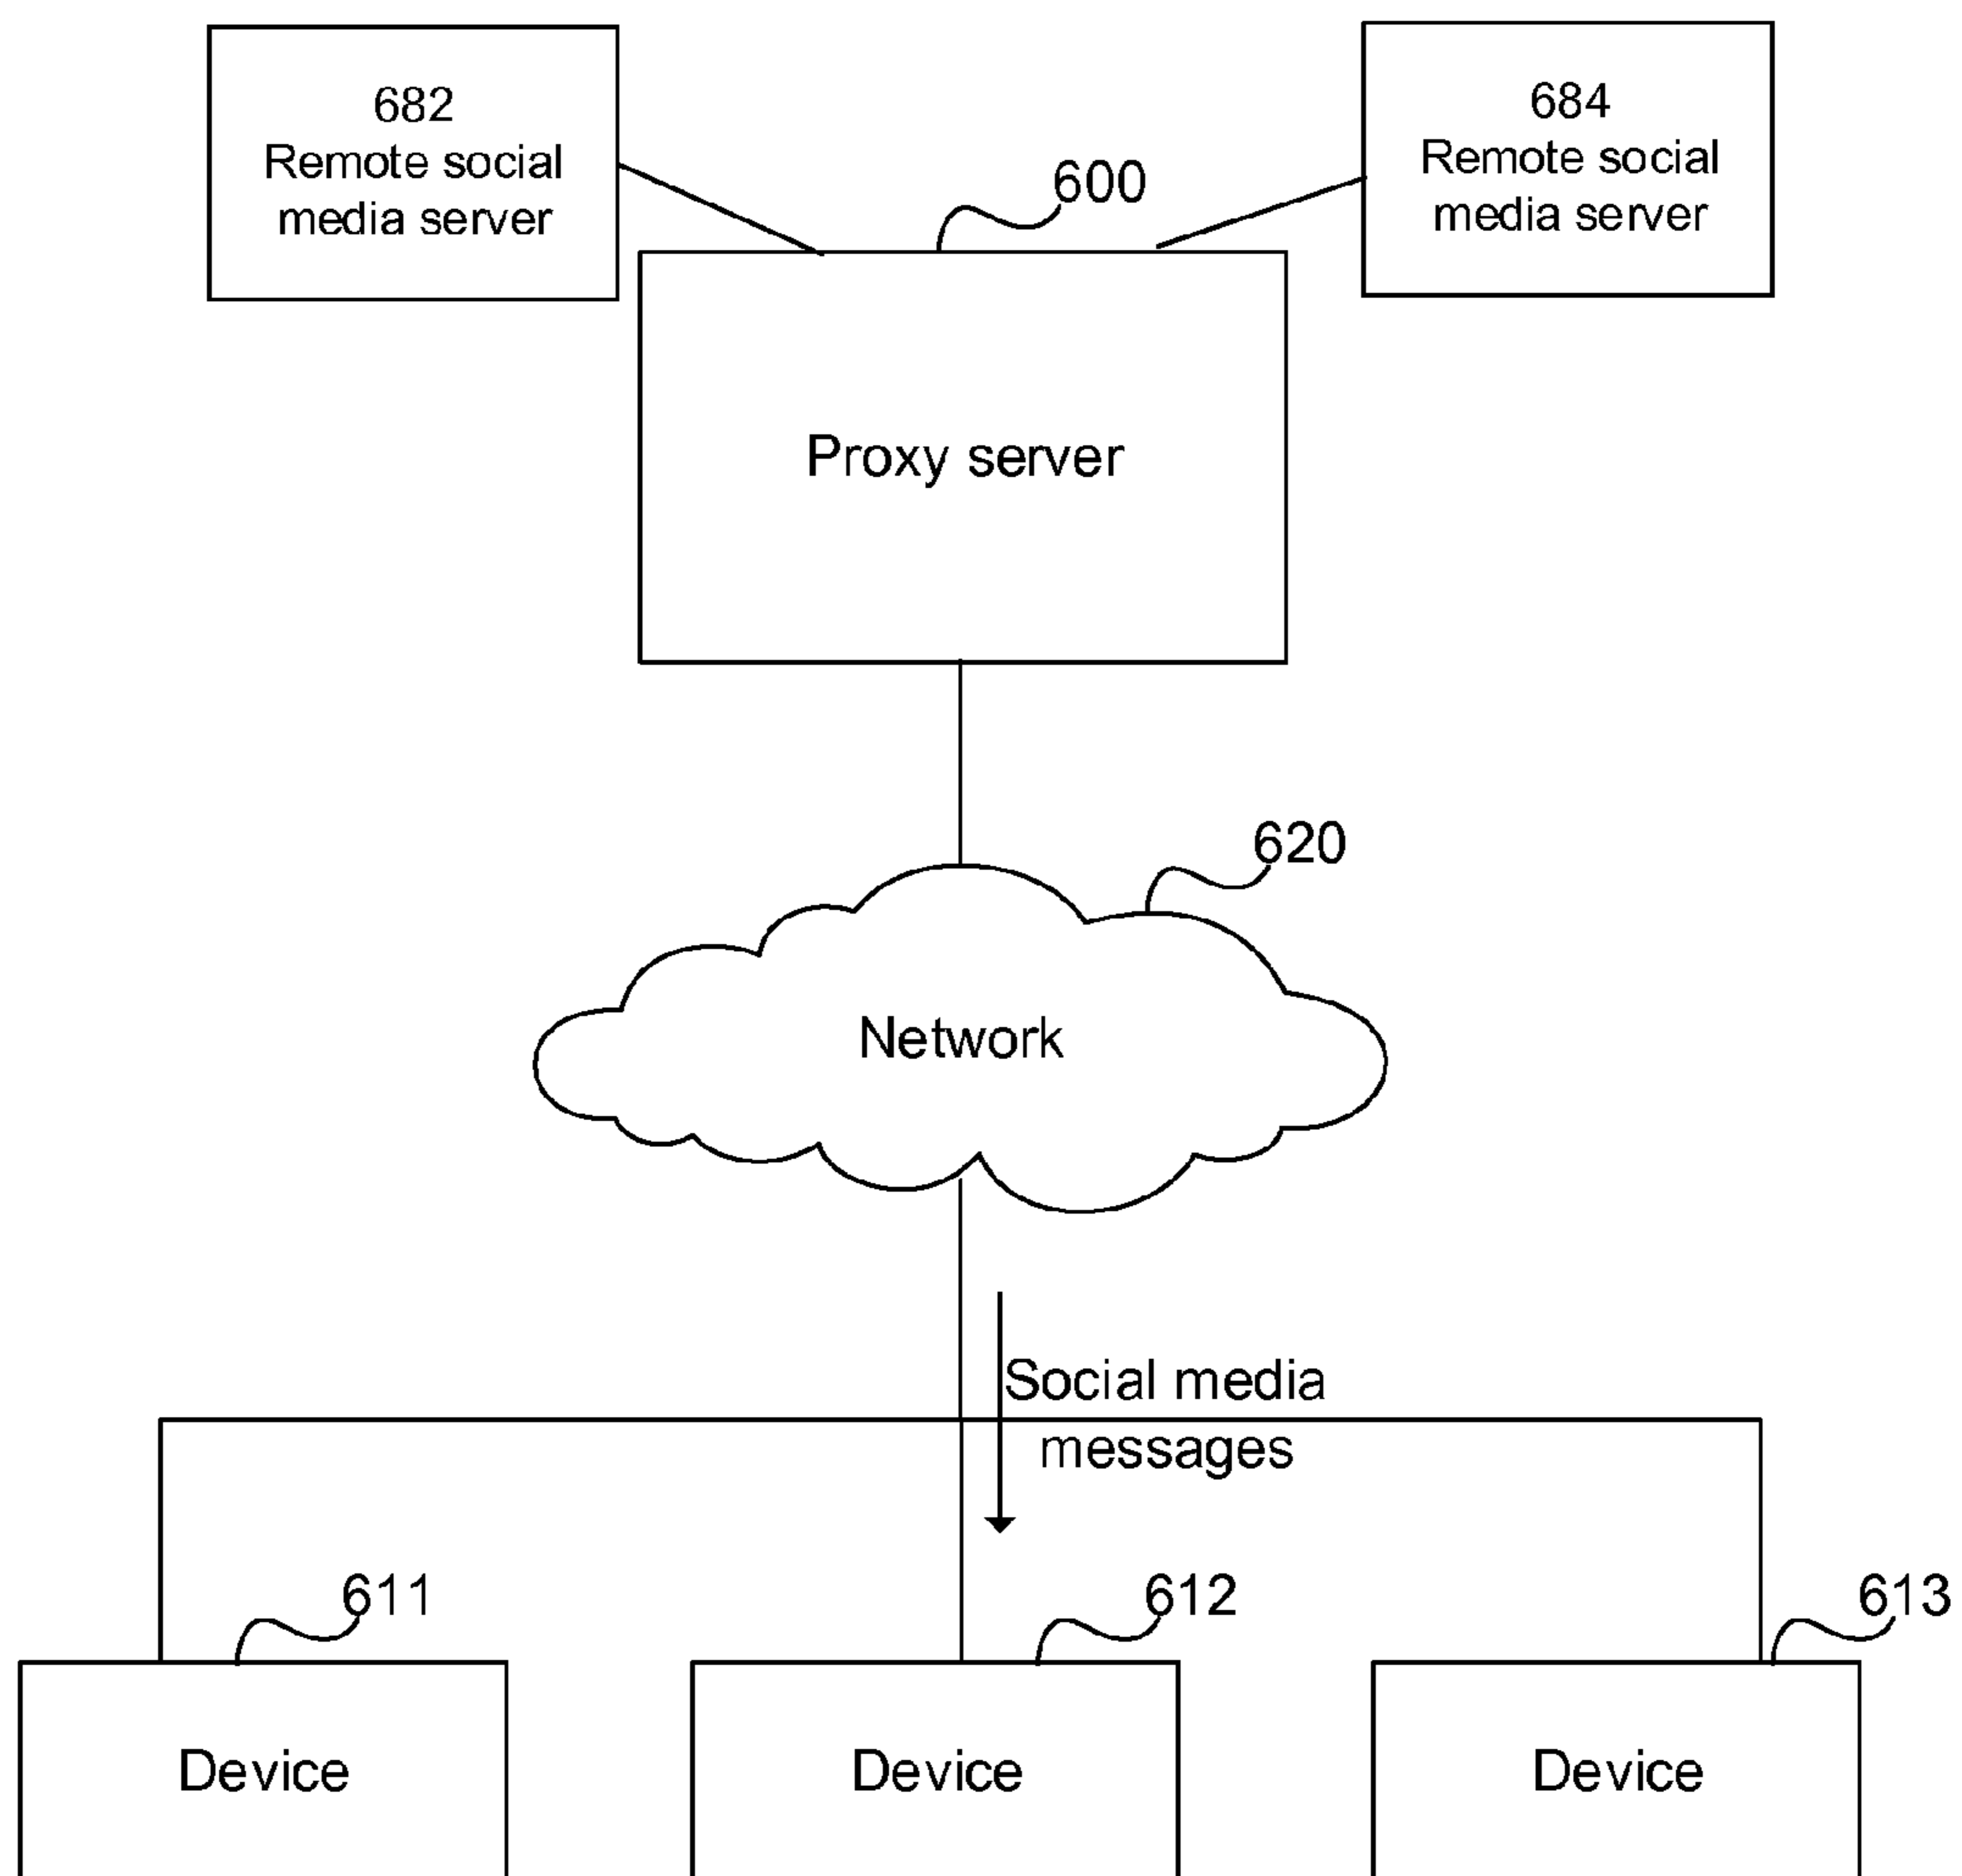 682
Remote social
media server
684
Remote social
media server
600
Proxy server
620
Network
Social media
messages
611
612
613
Device
Device
Device